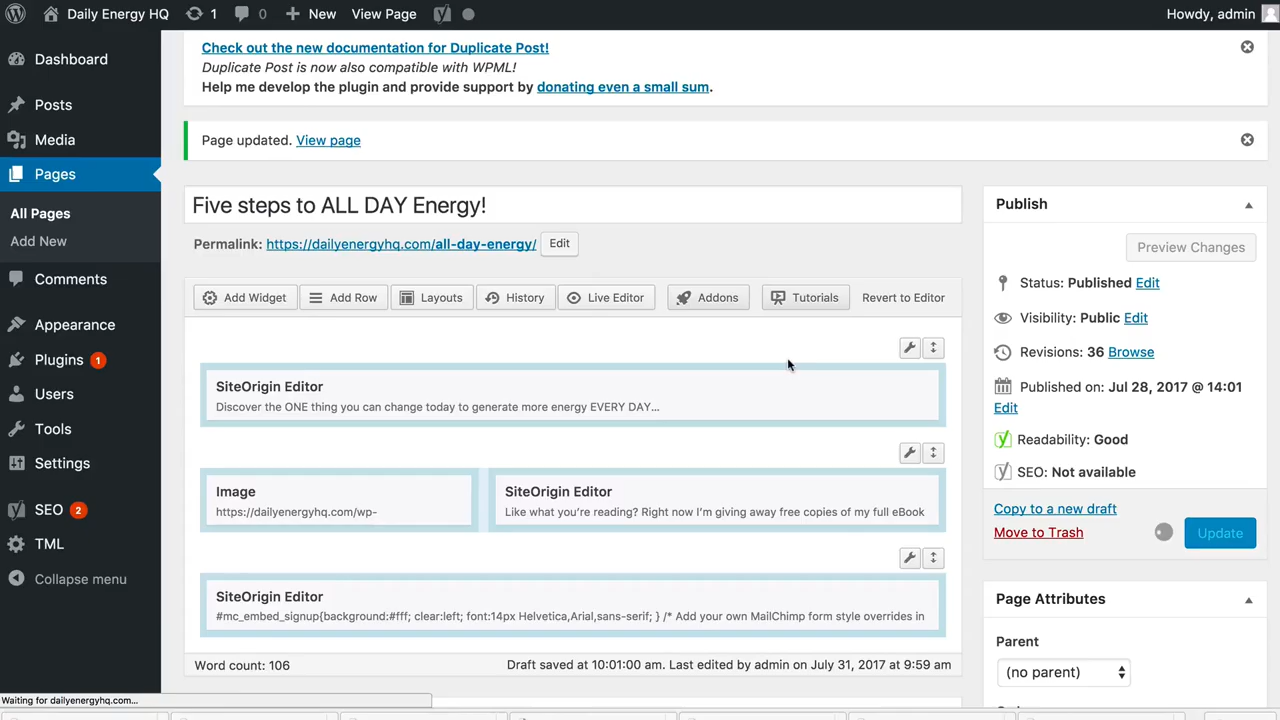 Daily Energy HQ 1 0 New View Page Howdy, admin
Dashboard
Posts
Media
Pages
All Pages
Add New
Comments
Appearance
Plugins 1
Users
Tools
Settings
SEO 2
TML
Collapse menu
Check out the new documentation for Duplicate Post!
Duplicate Post is now also compatible with WPML!
Help me develop the plugin and provide support by donating even a small sum.
Page updated. View page
Five steps to ALL DAY Energy!
Permalink: https://dailyenergyhq.com/all-day-energy/ Edit
Add Widget Add Row Layouts History Live Editor Addons Tutorials Revert to Editor
SiteOrigin Editor
Discover the ONE thing you can change today to generate more energy EVERY DAY...
Image
https://dailyenergyhq.com/wp-
SiteOrigin Editor
Like what you're reading? Right now I'm giving away free copies of my full eBook
SiteOrigin Editor
#mc_embed_signup{background:#fff; clear:left; font:14px Helvetica,Arial,sans-serif; } /* Add your own MailChimp form style overrides in
Word count: 106
Draft saved at 10:01:00 am. Last edited by admin on July 31, 2017 at 9:59 am
Publish
Preview Changes
Status: Published Edit
Visibility: Public Edit
Revisions: 36 Browse
Published on: Jul 28, 2017 @ 14:01
Edit
Readability: Good
SEO: Not available
Copy to a new draft
Move to Trash
Update
Page Attributes
Parent
(no parent)
Waiting for dailyenergyhq.com...